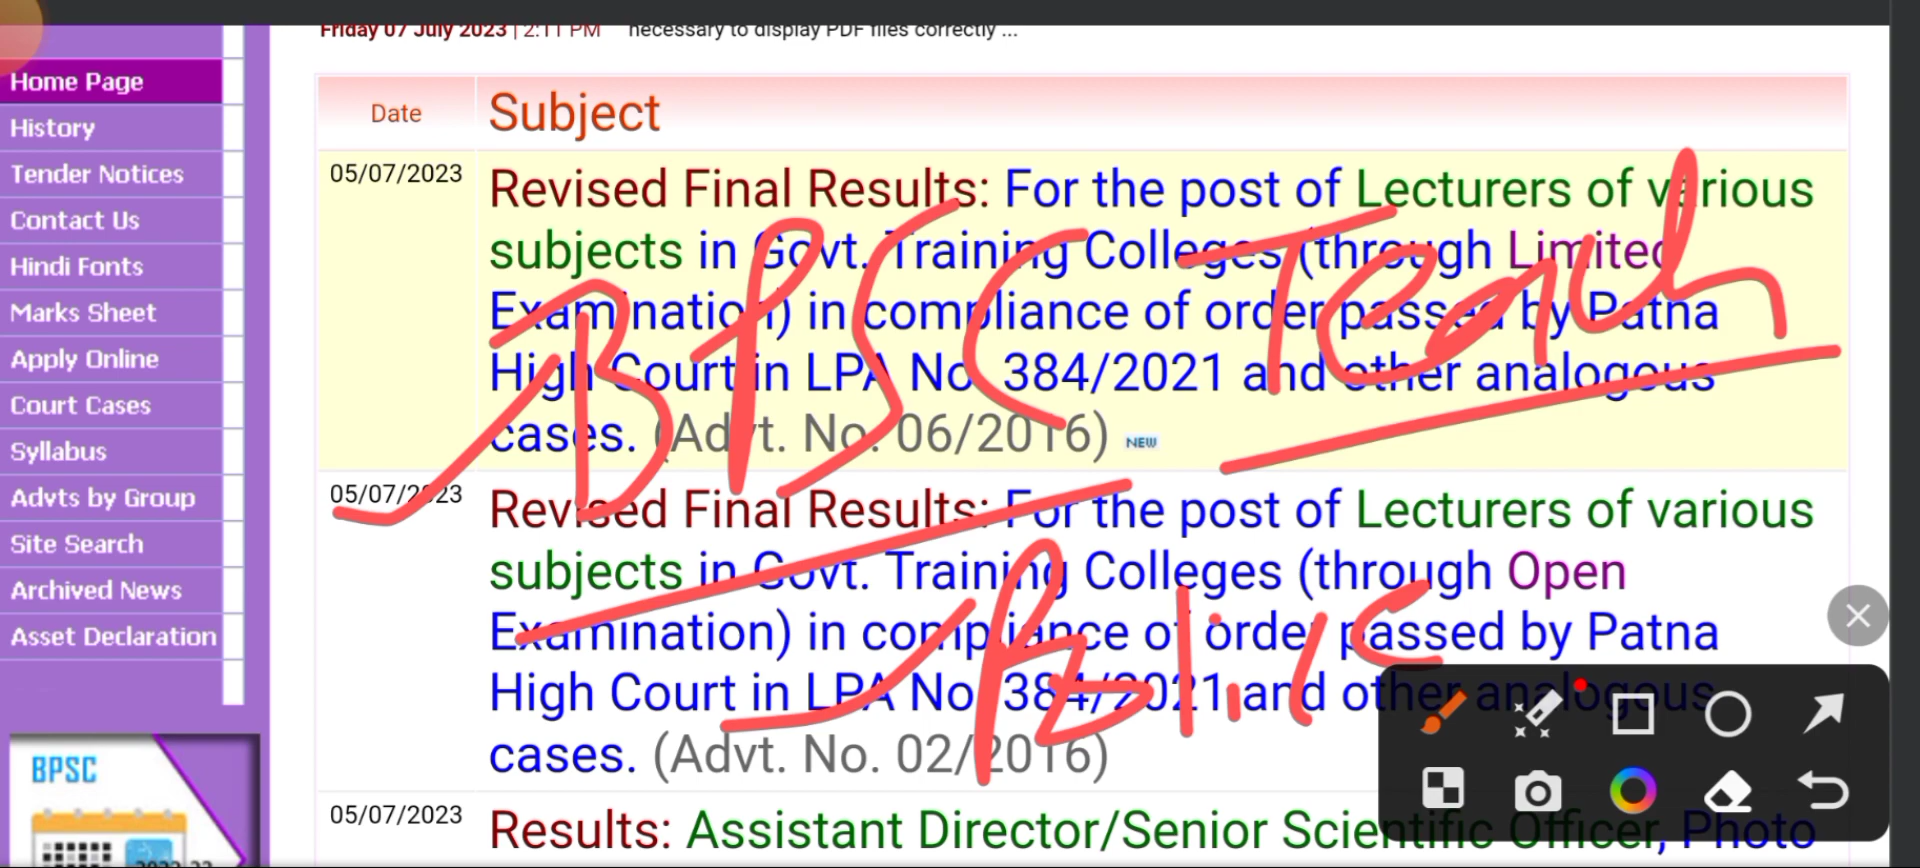 Friday 07 July 2023 | 2:11 PM necessary to display PDF files correctly ...
Home Page
History
Tender Notices
Contact Us
Hindi Fonts
Marks Sheet
Apply Online
Court Cases
Syllabus
Advts by Group
Site Search
Archived News
Asset Declaration
BPSC
Date Subject
05/07/2023 Revised Final Results: For the post of Lecturers of various
subjects in Govt. Training Colleges (through Limited
Examination) in compliance of order passed by Patna
High Court in LPA No. 384/2021 and other analogous
cases. (Advt. No. 06/2016) NEW
05/07/2023 Revised Final Results: For the post of Lecturers of various
subjects in Govt. Training Colleges (through Open
Examination) in compliance of order passed by Patna
High Court in LPA No. 384/2021 and other analogous
cases. (Advt. No. 02/2016)
05/07/2023 Results: Assistant Director/Senior Scientific Officer, Photo
BPSC Teach